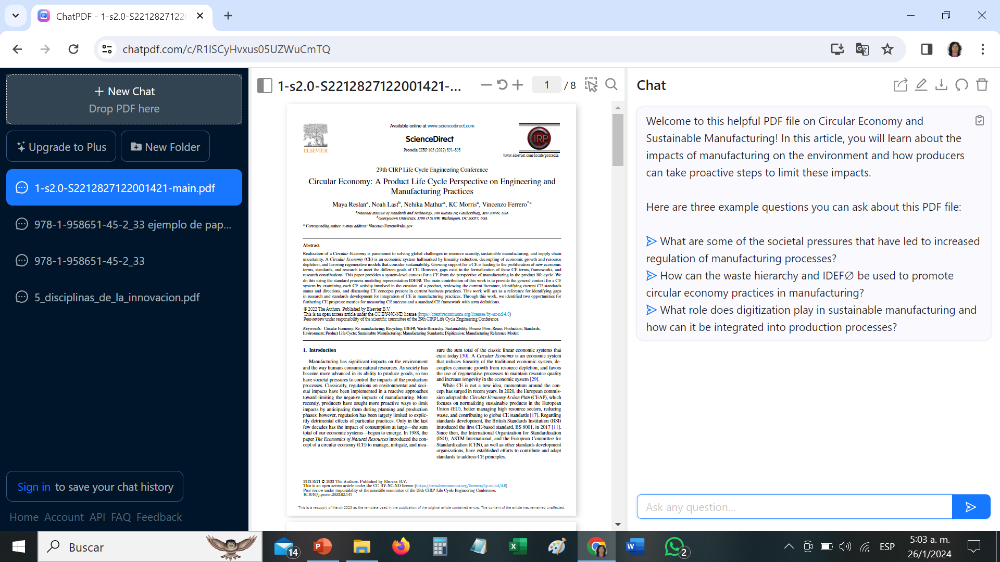 ChatPDF - 1-s2.0-S2212827122
chatpdf.com/c/R1lSCyHvxus05UZWuCmTQ
+ New Chat
Drop PDF here
Upgrade to Plus
New Folder
1-s2.0-S2212827122001421-main.pdf
978-1-958651-45-2_33 ejemplo de pap...
978-1-958651-45-2_33
5_disciplinas_de_la_innovacion.pdf
Sign in to save your chat history
Home Account API FAQ Feedback
1-s2.0-S2212827122001421-...
1 / 8
Available online at www.sciencedirect.com
ScienceDirect
Procedia CIRP 105 (2022) 851–858
ELSEVIER
CIRP
www.elsevier.com/locate/procedia
29th CIRP Life Cycle Engineering Conference
Circular Economy: A Product Life Cycle Perspective on Engineering and
Manufacturing Practices
Maya Reslanª, Noah Lastᵇ, Nehika Mathurª, KC Morrisª, Vincenzo Ferrero*ª
ªNational Institute of Standards and Technology, 100 Bureau Dr, Gaithersburg, MD 20899, USA
ᵇGeorgetown University, 3700 O St NW, Washington, DC 20057, USA
* Corresponding author. E-mail address: Vincenzo.Ferrero@nist.gov
Abstract
Realization of a Circular Economy is paramount to solving global challenges in resource scarcity, sustainable manufacturing, and supply chain
uncertainty. A Circular Economy (CE) is an economic system hallmarked by linearity reduction, decoupling of economic growth and resource
depletion, and favoring regenerative models that consider sustainability. Growing support for a CE is leading to the proliferation of new economic
terms, standards, and research to meet the different goals of CE. However, gaps exist in the formalization of these CE terms, frameworks, and
research contributions. This paper provides a system-level context for a CE from the perspective of manufacturing in the product life cycle. We
do this using the standard process modeling representation IDEFØ. The main contribution of this work is to provide the general context for a CE
system by examining each CE activity involved in the creation of a product, reviewing the current literature, identifying current CE standards
status and directions, and discussing CE concepts present in current business practices. This work will act as a reference for identifying gaps
in research and standards development for integration of CE in manufacturing practices. Through this work, we identified two opportunities for
furthering CE progress: metrics for measuring CE success and a standard CE framework with term definitions.
© 2022 The Authors. Published by Elsevier B.V.
This is an open access article under the CC BY-NC-ND license (https://creativecommons.org/licenses/by-nc-nd/4.0)
Peer-review under responsibility of the scientific committee of the 29th CIRP Life Cycle Engineering Conference.
Keywords: Circular Economy; Re-manufacturing; Recycling; IDEFØ; Waste Hierarchy; Sustainability; Process Flow; Reuse; Production; Standards;
Environment; Product Life Cycle; Sustainable Manufacturing; Manufacturing Standards; Digitization; Manufacturing Reference Model;
1. Introduction
Manufacturing has significant impacts on the environment
and the way humans consume natural resources. As society has
become more advanced in its ability to produce goods, so too
have societal pressures to control the impacts of the production
processes. Classically, regulations on environmental and soci-
etal impacts have been implemented in a reactive approaches
toward limiting the negative impacts of manufacturing. More
recently, producers have sought more proactive ways to limit
impacts by anticipating them during planning and production
phases; however, regulation has been largely limited to explic-
itly detrimental effects of particular practices. Only in the last
few decades has the impact of consumption at large—the sum
total of our economic systems—begun to emerge. In 1988, the
paper The Economics of Natural Resources introduced the con-
cept of a circular economy (CE) to manage, mitigate, and mea-
sure the sum total of the classic linear economic systems that
exist today [30]. A Circular Economy is an economic system
that reduces linearity of the traditional economic system, de-
couples economic growth from resource depletion, and favors
the use of regenerative processes to maintain resource quality
and increase longevity in the economic system [29].
While CE is not a new idea, momentum around the con-
cept has surged in recent years. In 2020, the European commis-
sion adopted the Circular Economy Action Plan (CEAP), which
focuses on normalizing sustainable products in the European
Union (EU), better managing high resource sectors, reducing
waste, and contributing to global CE standards [17]. Regarding
standards development, the British Standards Institution (BSI)
introduced the first CE-based standard, BS 8001, in 2017 [11].
Since then, the International Organization for Standardisation
(ISO), ASTM-International, and the European Committee for
Standardization (CEN), as well as other standards development
organizations, have established efforts to contribute and adapt
standards to address CE principles.
2212-8271 © 2022 The Authors. Published by Elsevier B.V.
This is an open access article under the CC BY-NC-ND license (https://creativecommons.org/licenses/by-nc-nd/4.0)
Peer-review under responsibility of the scientific committee of the 29th CIRP Life Cycle Engineering Conference.
10.1016/j.procir.2022.02.141
This is a resupply of March 2023 as the template used in the publication of the original article contained errors. The content of the article has remained unaffected.
Chat
Welcome to this helpful PDF file on Circular Economy and
Sustainable Manufacturing! In this article, you will learn about the
impacts of manufacturing on the environment and how producers
can take proactive steps to limit these impacts.
Here are three example questions you can ask about this PDF file:
What are some of the societal pressures that have led to increased
regulation of manufacturing processes?
How can the waste hierarchy and IDEF∅ be used to promote
circular economy practices in manufacturing?
What role does digitization play in sustainable manufacturing and
how can it be integrated into production processes?
Ask any question...
Buscar
14
2
ESP
5:03 a. m.
26/1/2024